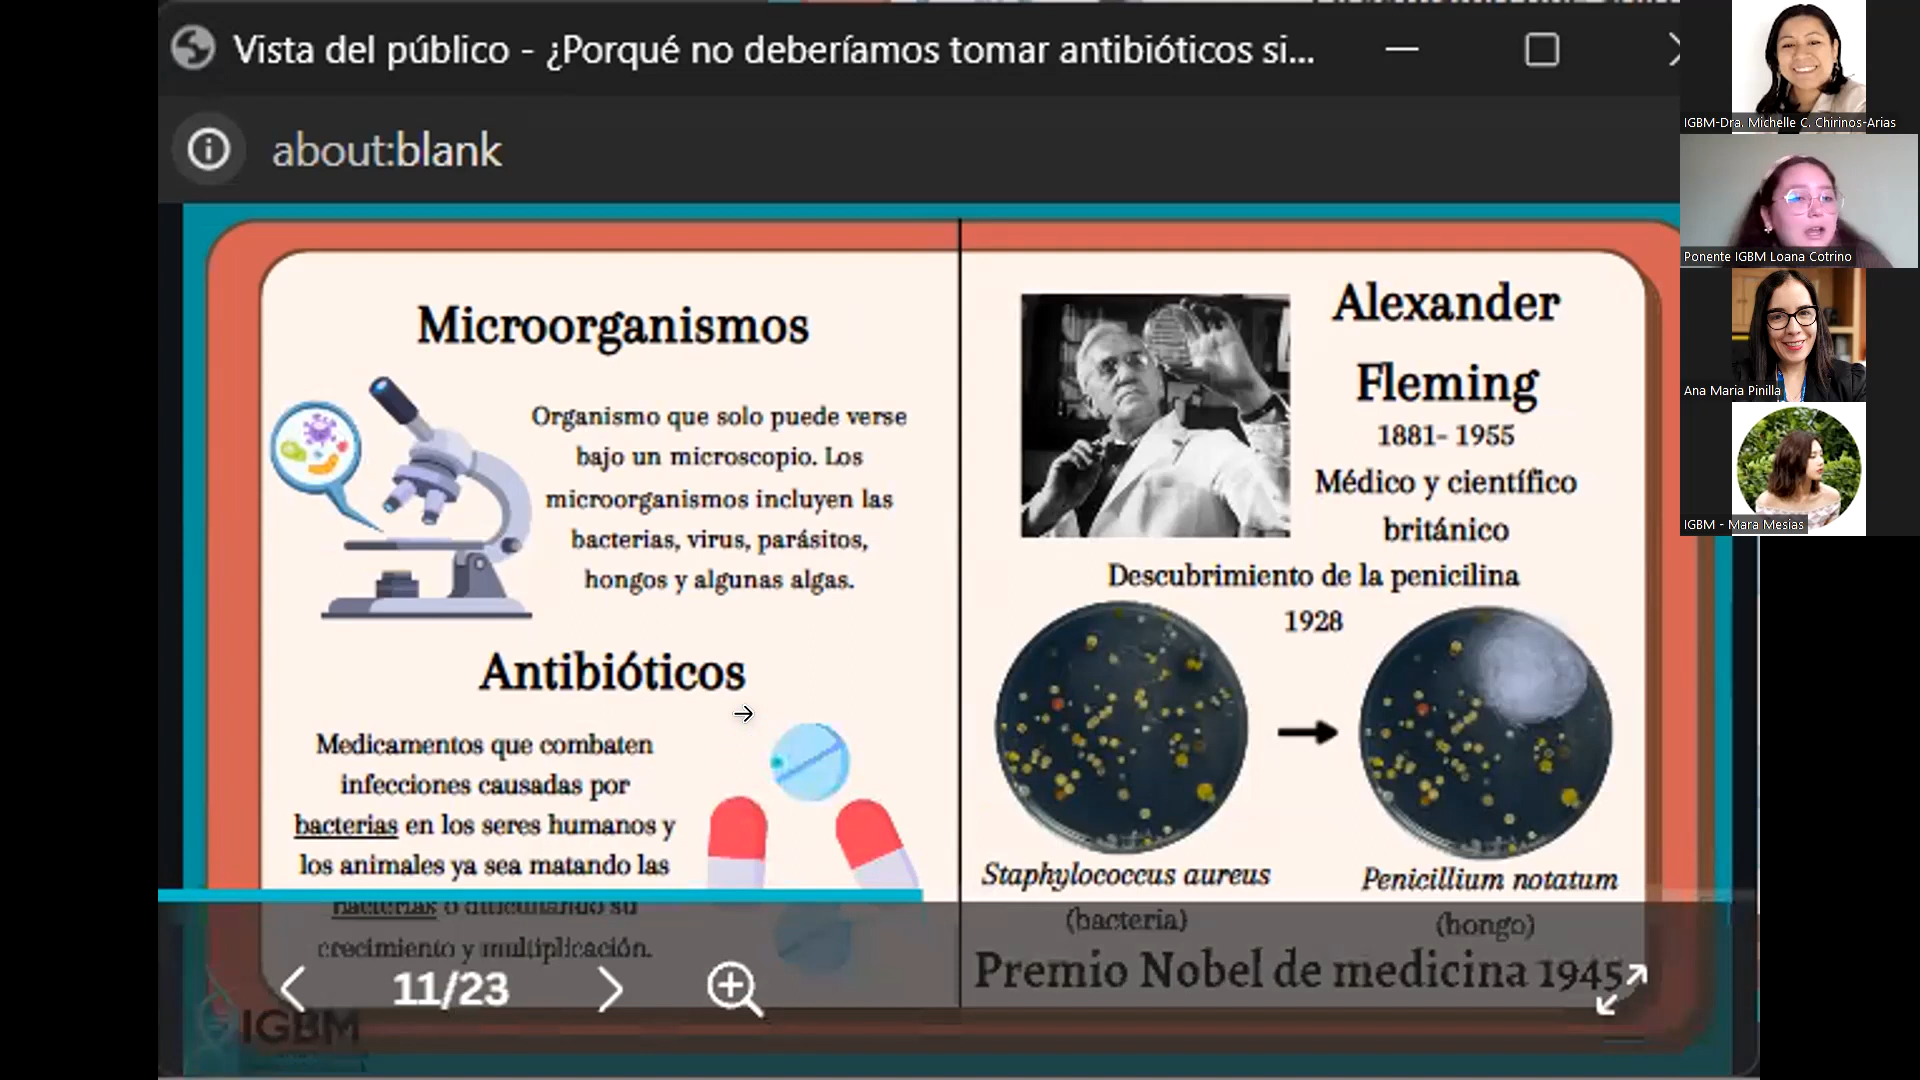 Vista del público - ¿Porqué no deberíamos tomar antibióticos si...
about:blank
Microorganismos
Organismo que solo puede verse
bajo un microscopio. Los
microorganismos incluyen las
bacterias, virus, parásitos,
hongos y algunas algas.
Antibióticos
Medicamentos que combaten
infecciones causadas por
bacterias en los seres humanos y
los animales ya sea matando las
bacterias o dificultando su
crecimiento y multiplicación.
Alexander
Fleming
1881- 1955
Médico y científico
británico
Descubrimiento de la penicilina
1928
Staphylococcus aureus
(bacteria)
Penicillium notatum
(hongo)
Premio Nobel de medicina 1945
11/23
IGBM
IGBM-Dra. Michelle C. Chirinos-Arias
Ponente IGBM Loana Cotrino
Ana Maria Pinilla
IGBM - Mara Mesias